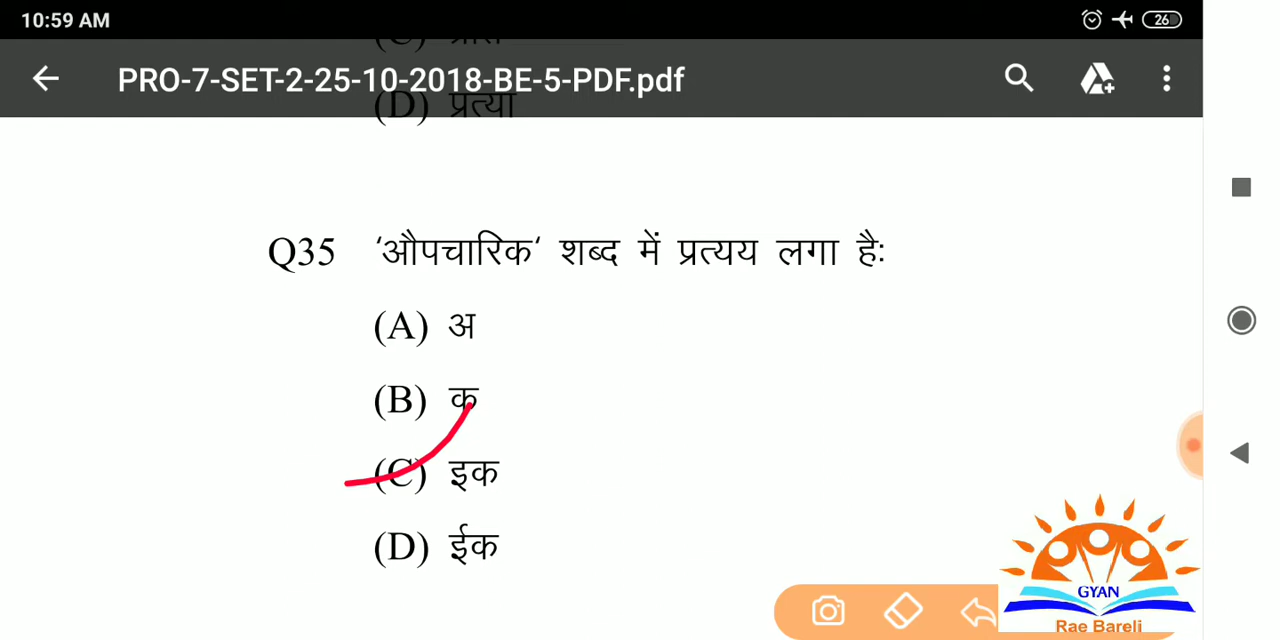 10:59 AM
26
PRO-7-SET-2-25-10-2018-BE-5-PDF.pdf
(D) प्रत्या
Q35 'औपचारिक' शब्द में प्रत्यय लगा है:
(A) अ
(B) क
(C) इक
(D) ईक
GYAN
Rae Bareli